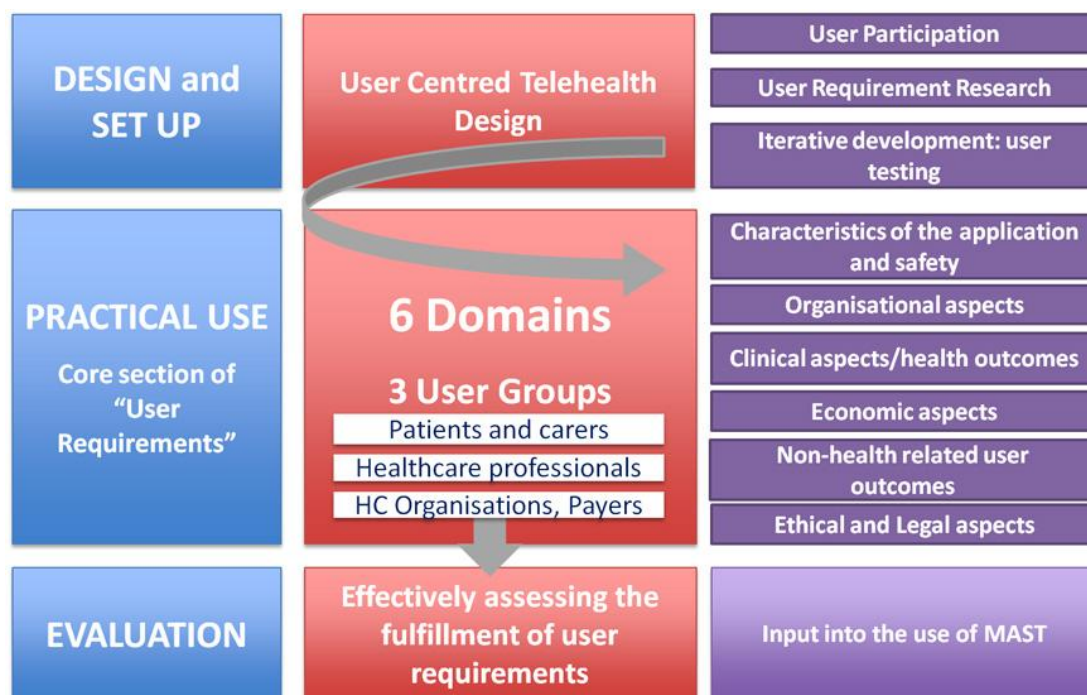 DESIGN and
SET UP
User Centred Telehealth
Design
User Participation
User Requirement Research
Iterative development: user
testing
PRACTICAL USE
Core section of
“User
Requirements”
6 Domains
3 User Groups
Patients and carers
Healthcare professionals
HC Organisations, Payers
Characteristics of the application
and safety
Organisational aspects
Clinical aspects/health outcomes
Economic aspects
Non-health related user
outcomes
Ethical and Legal aspects
EVALUATION
Effectively assessing the
fulfillment of user
requirements
Input into the use of MAST